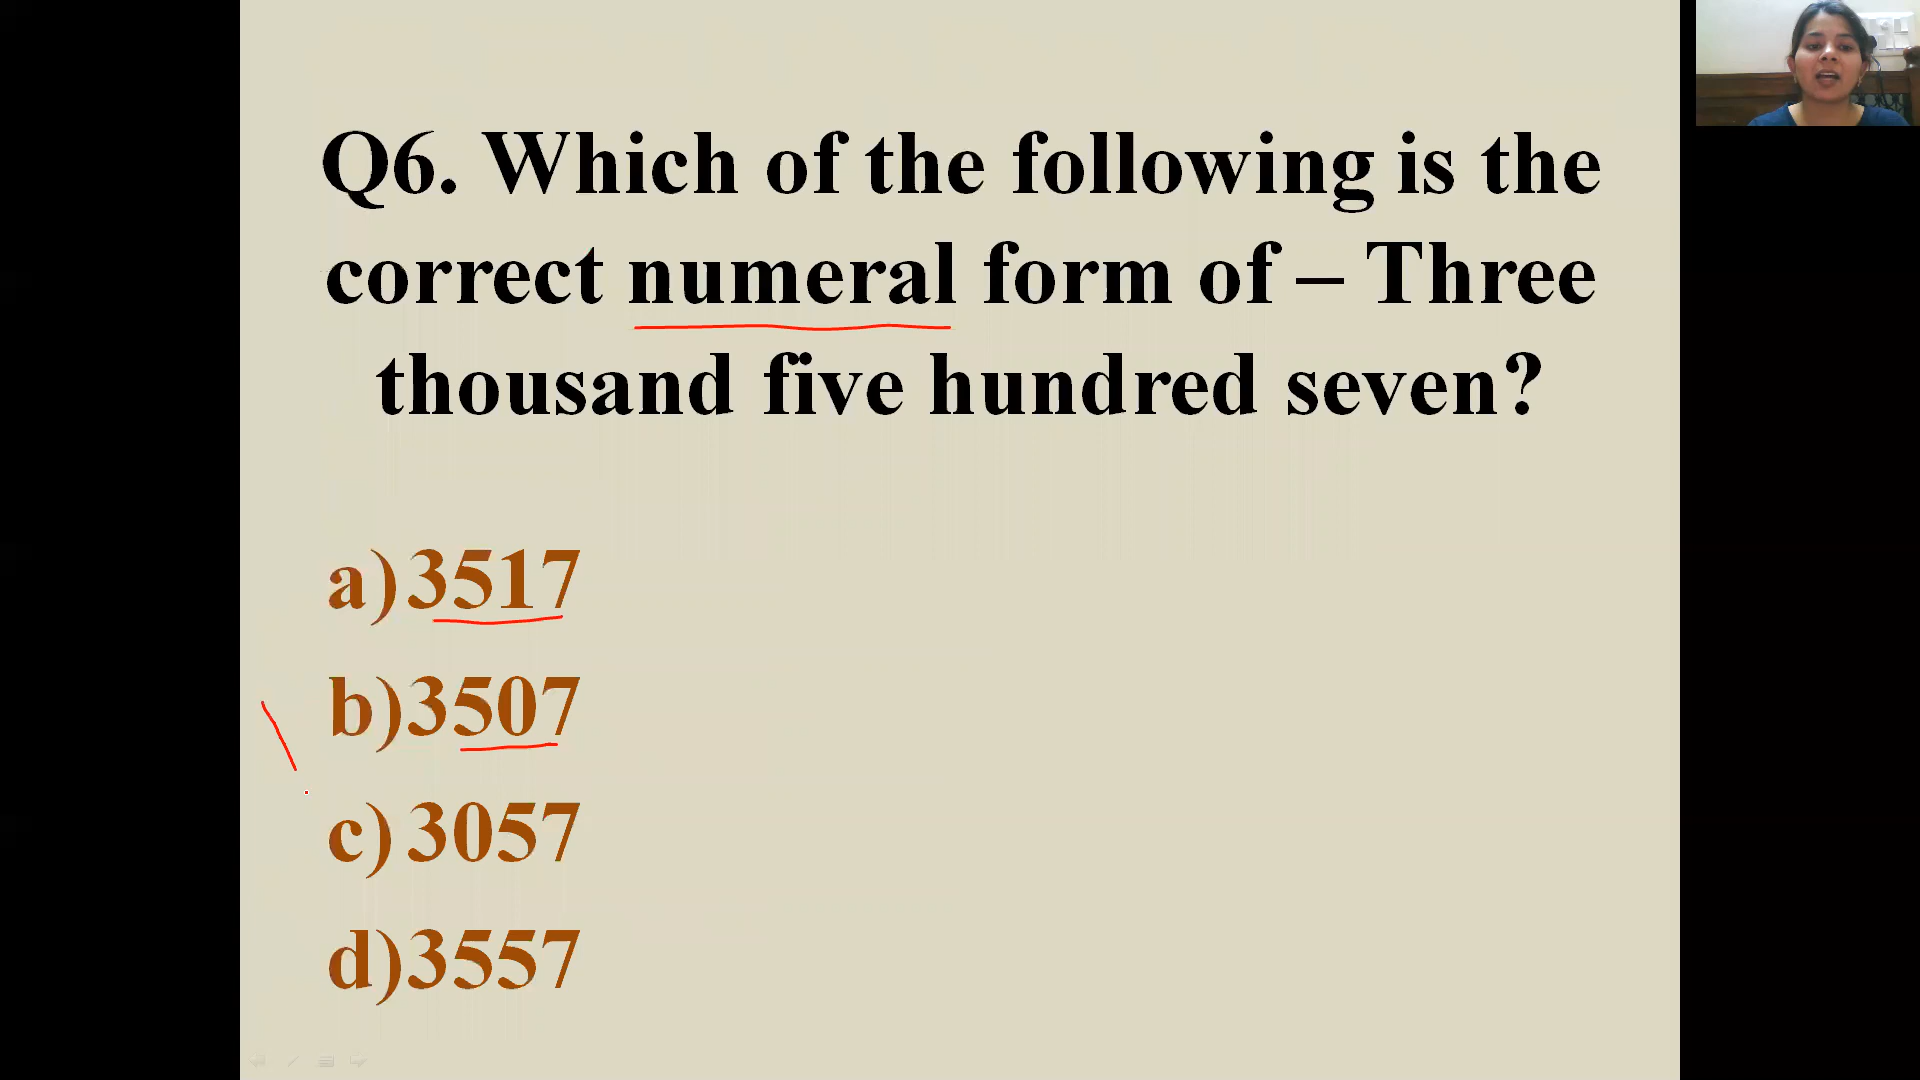 Q6. Which of the following is the
correct numeral form of – Three
thousand five hundred seven?
a) 3517
b) 3507
c) 3057
d) 3557